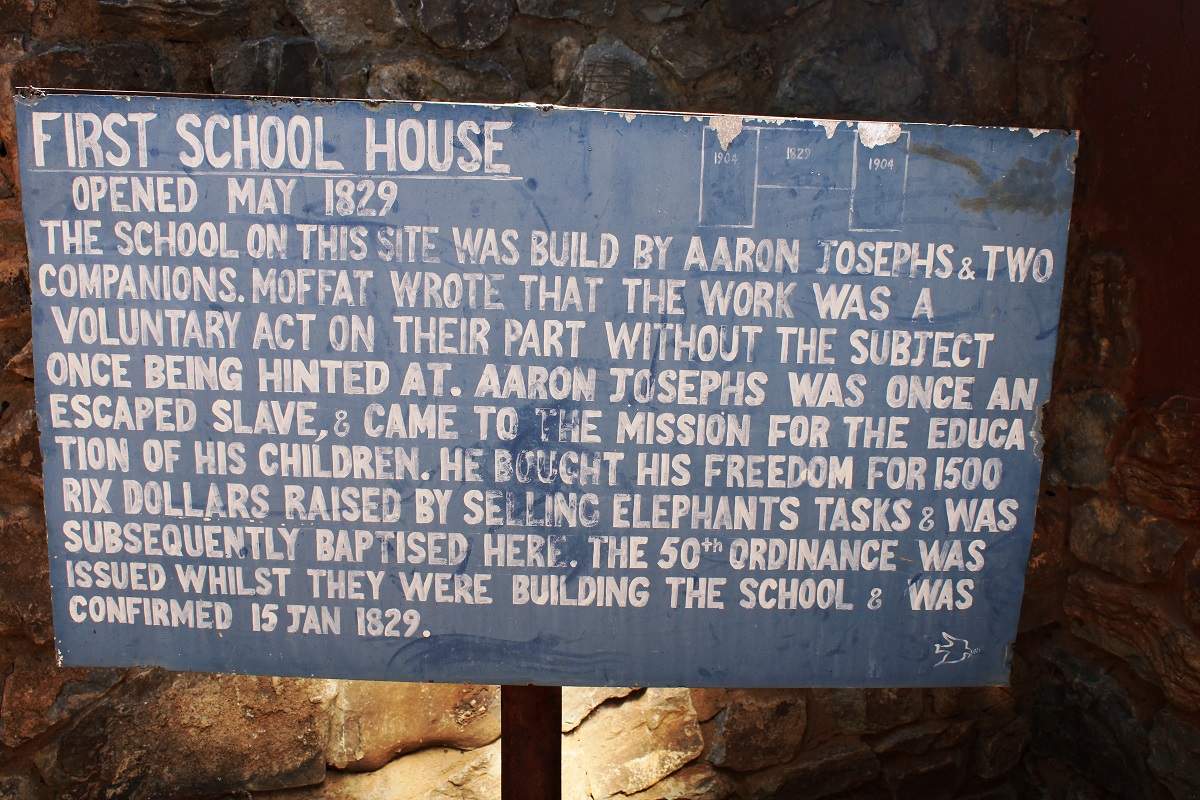 FIRST SCHOOL HOUSE
1904 1829 1904
OPENED MAY 1829
THE SCHOOL ON THIS SITE WAS BUILD BY AARON JOSEPHS & TWO
COMPANIONS. MOFFAT WROTE THAT THE WORK WAS A
VOLUNTARY ACT ON THEIR PART WITHOUT THE SUBJECT
ONCE BEING HINTED AT. AARON JOSEPHS WAS ONCE AN
ESCAPED SLAVE, & CAME TO THE MISSION FOR THE EDUCA
TION OF HIS CHILDREN. HE BOUGHT HIS FREEDOM FOR 1500
RIX DOLLARS RAISED BY SELLING ELEPHANTS TASKS & WAS
SUBSEQUENTLY BAPTISED HERE. THE 50th ORDINANCE WAS
ISSUED WHILST THEY WERE BUILDING THE SCHOOL & WAS
CONFIRMED 15 JAN 1829.